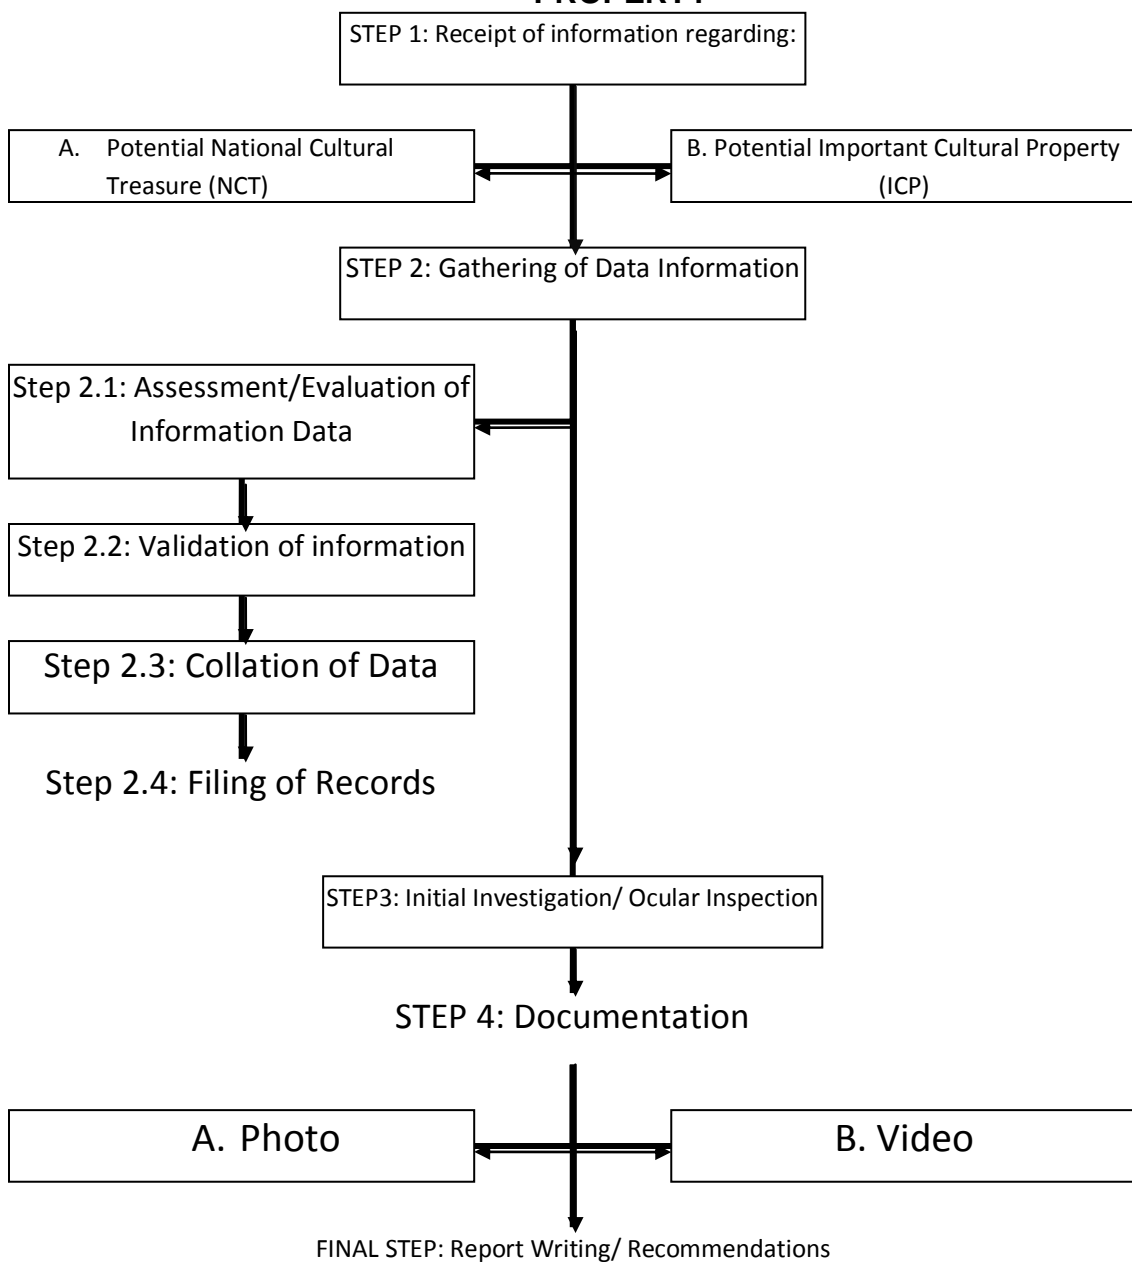 PROPERTY
STEP 1: Receipt of information regarding:
A. Potential National Cultural
Treasure (NCT)
B. Potential Important Cultural Property
(ICP)
STEP 2: Gathering of Data Information
Step 2.1: Assessment/Evaluation of
Information Data
Step 2.2: Validation of information
Step 2.3: Collation of Data
Step 2.4: Filing of Records
STEP3: Initial Investigation/ Ocular Inspection
STEP 4: Documentation
A. Photo
B. Video
FINAL STEP: Report Writing/ Recommendations